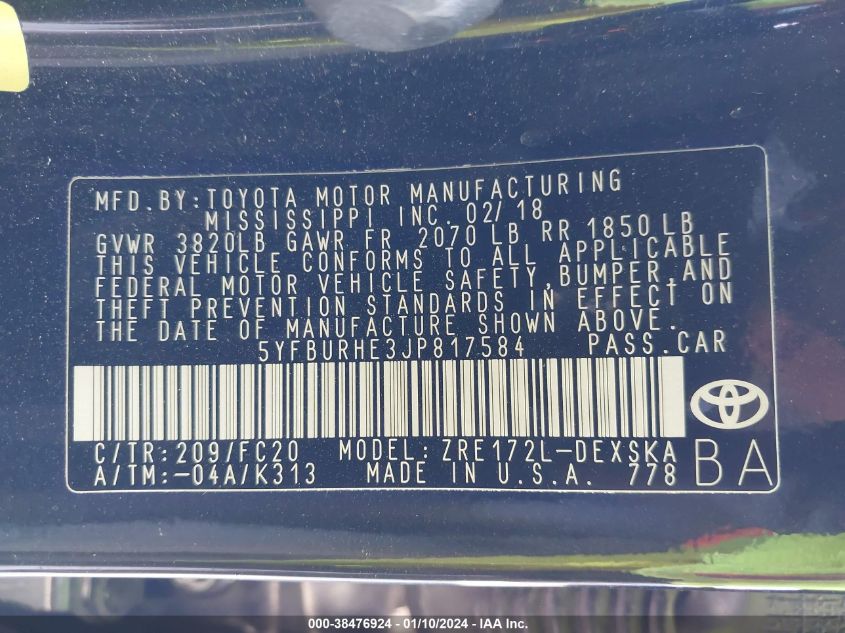 MFD. BY: TOYOTA MOTOR MANUFACTURING
MISSISSIPPI INC. 02/18
GVWR 3820LB GAWR FR 2070 LB RR 1850 LB
THIS VEHICLE CONFORMS TO ALL APPLICABLE
FEDERAL MOTOR VEHICLE SAFETY, BUMPER, AND
THEFT PREVENTION STANDARDS IN EFFECT ON
THE DATE OF MANUFACTURE SHOWN ABOVE.
5YFBURHE3JP817584 PASS. CAR
C/TR: 209/FC20 MODEL: ZRE172L-DEXSKA
A/TM: -04A/K313 MADE IN U.S.A. 778 BA
000-38476924 - 01/10/2024 - IAA Inc.